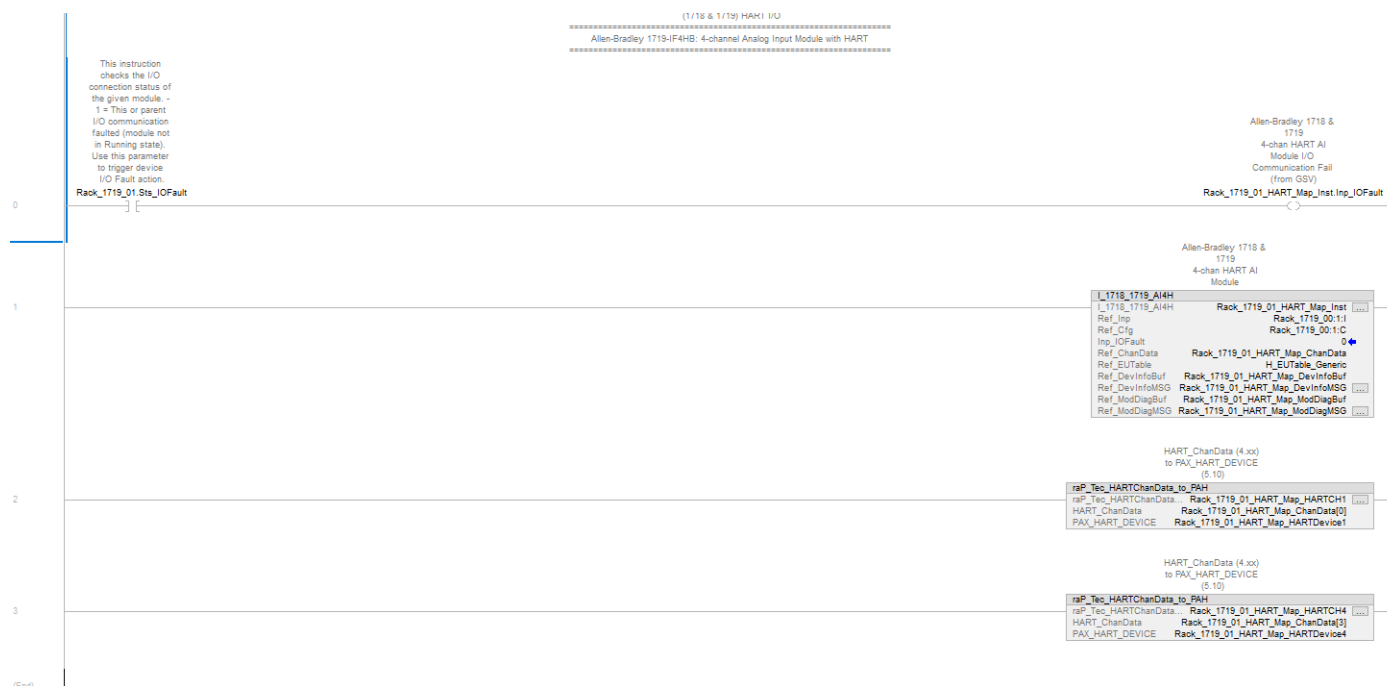 (1718 & 1719) HART I/O
======================================================================
Allen-Bradley 1719-IF4HB: 4-channel Analog Input Module with HART
======================================================================
This instruction
checks the I/O
connection status of
the given module. -
1 = This or parent
I/O communication
faulted (module not
in Running state).
Use this parameter
to trigger device
I/O Fault action.
Rack_1719_01.Sts_IOFault
Allen-Bradley 1718 &
1719
4-chan HART AI
Module I/O
Communication Fail
(from GSV)
Rack_1719_01_HART_Map_Inst.Inp_IOFault
0
Allen-Bradley 1718 &
1719
4-chan HART AI
Module
1
I_1718_1719_AI4H
I_1718_1719_AI4H Rack_1719_01_HART_Map_Inst ...
Ref_Inp Rack_1719_00:1:I
Ref_Cfg Rack_1719_00:1:C
Inp_IOFault 0
Ref_ChanData Rack_1719_01_HART_Map_ChanData
Ref_EUTable H_EUTable_Generic
Ref_DevInfoBuf Rack_1719_01_HART_Map_DevInfoBuf
Ref_DevInfoMSG Rack_1719_01_HART_Map_DevInfoMSG ...
Ref_ModDiagBuf Rack_1719_01_HART_Map_ModDiagBuf
Ref_ModDiagMSG Rack_1719_01_HART_Map_ModDiagMSG ...
HART_ChanData (4.xx)
to PAX_HART_DEVICE
(5.10)
2
raP_Tec_HARTChanData_to_PAH
raP_Tec_HARTChanData... Rack_1719_01_HART_Map_HARTCH1 ...
HART_ChanData Rack_1719_01_HART_Map_ChanData[0]
PAX_HART_DEVICE Rack_1719_01_HART_Map_HARTDevice1
HART_ChanData (4.xx)
to PAX_HART_DEVICE
(5.10)
3
raP_Tec_HARTChanData_to_PAH
raP_Tec_HARTChanData... Rack_1719_01_HART_Map_HARTCH4 ...
HART_ChanData Rack_1719_01_HART_Map_ChanData[3]
PAX_HART_DEVICE Rack_1719_01_HART_Map_HARTDevice4
(End)